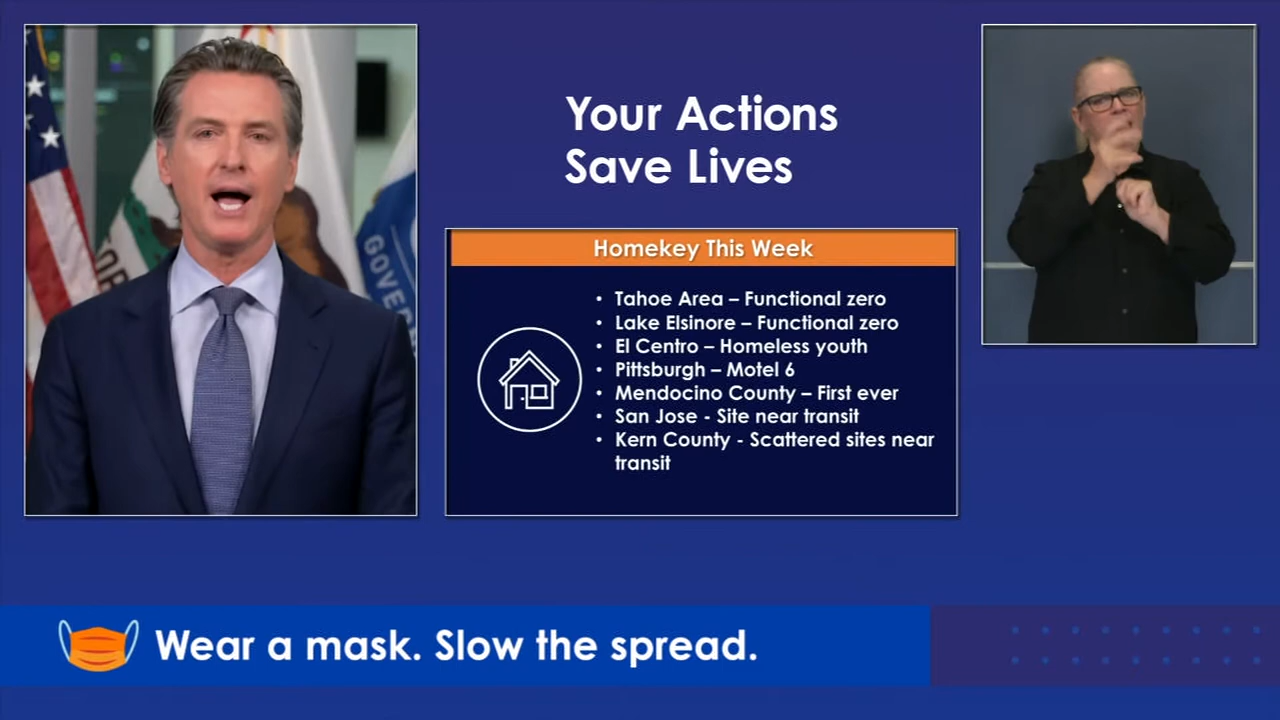 Your Actions
Save Lives
Homekey This Week
• Tahoe Area – Functional zero
• Lake Elsinore – Functional zero
• El Centro – Homeless youth
• Pittsburgh – Motel 6
• Mendocino County – First ever
• San Jose - Site near transit
• Kern County - Scattered sites near
transit
GOVERN
Wear a mask. Slow the spread.